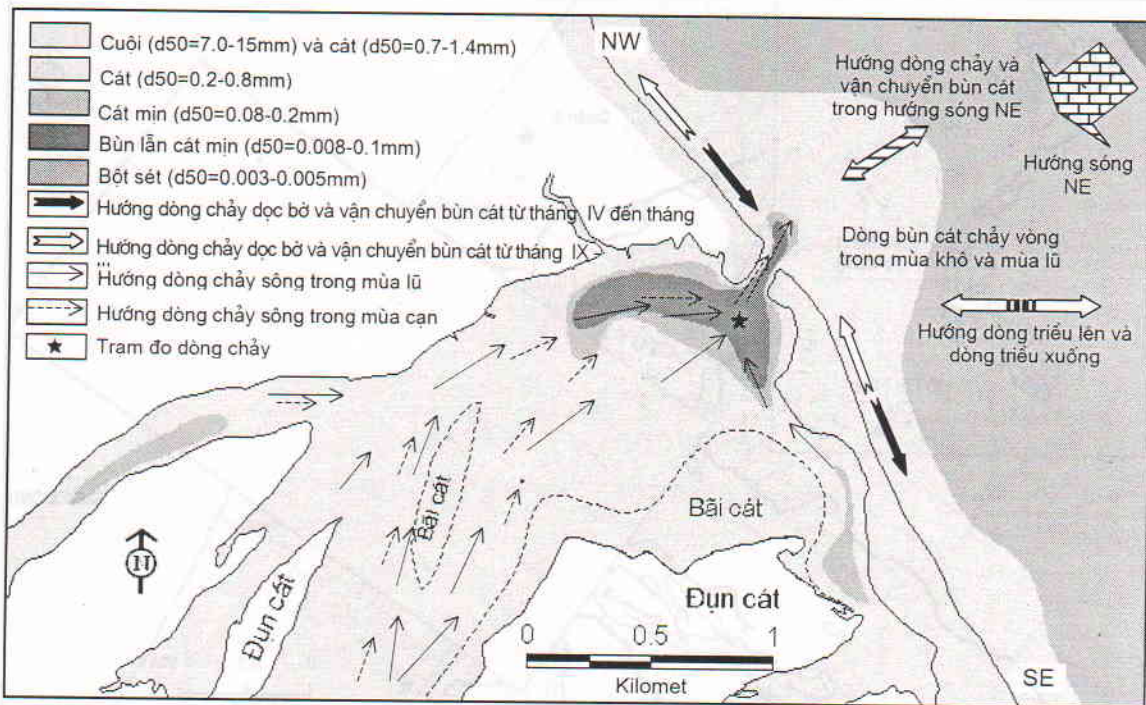 Cuội (d50=7.0-15mm) và cát (d50=0.7-1.4mm)
Cát (d50=0.2-0.8mm)
Cát mịn (d50=0.08-0.2mm)
Bùn lẫn cát mịn (d50=0.008-0.1mm)
Bột sét (d50=0.003-0.005mm)
Hướng dòng chảy dọc bờ và vận chuyển bùn cát từ tháng IV đến tháng
Hướng dòng chảy dọc bờ và vận chuyển bùn cát từ tháng IX
Hướng dòng chảy sông trong mùa lũ
Hướng dòng chảy sông trong mùa cạn
Trạm đo dòng chảy
NW
Hướng dòng chảy và
vận chuyển bùn cát
trong hướng sóng NE
Hướng sóng
NE
Dòng bùn cát chảy vòng
trong mùa khô và mùa lũ
Hướng dòng triều lên và
dòng triều xuống
Bãi cát
Bãi cát
N
Đụn cát
Đụn cát
0 0.5 1
Kilomet
SE